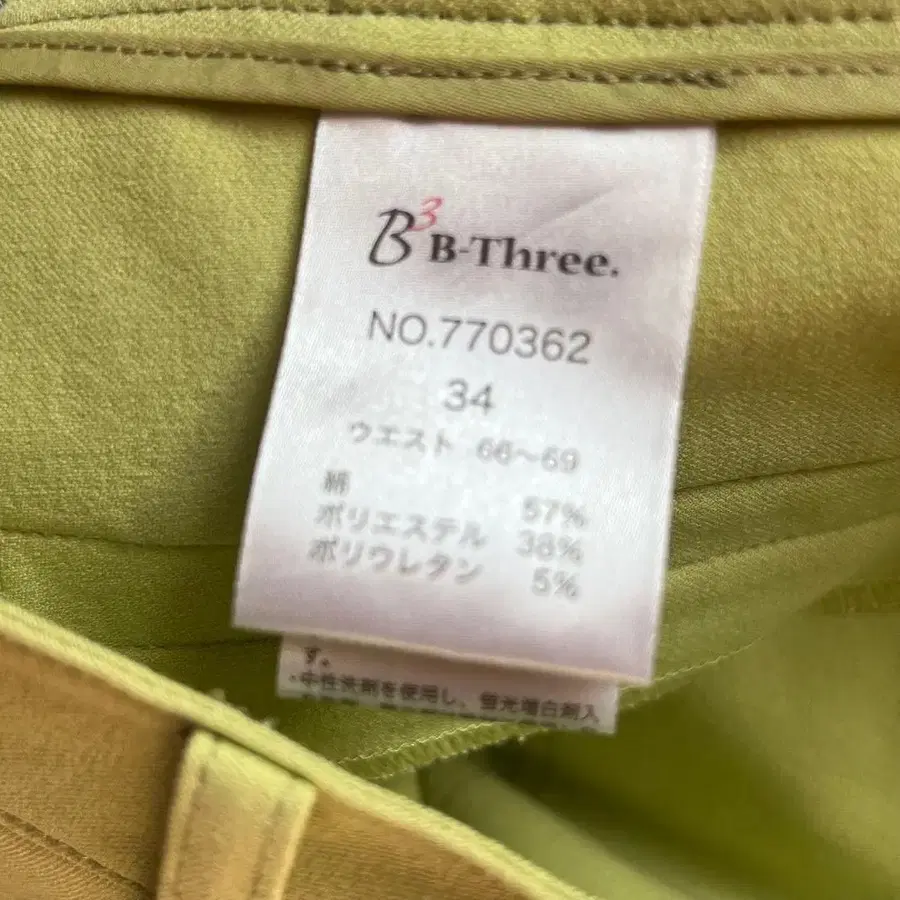 B3 B-Three.
NO.770362
34
ウエスト 66〜69
綿 57%
ポリエステル 38%
ポリウレタン 5%
す。
・中性洗剤を使用し、蛍光増白剤入